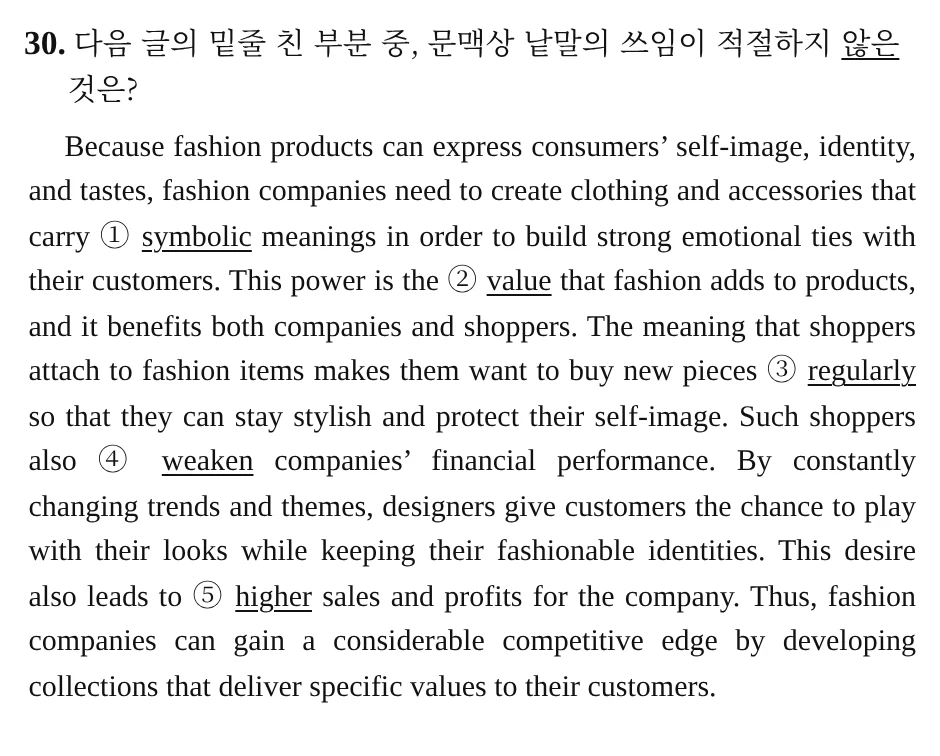 30. 다음 글의 밑줄 친 부분 중, 문맥상 낱말의 쓰임이 적절하지 않은
것은?
Because fashion products can express consumers’ self-image, identity,
and tastes, fashion companies need to create clothing and accessories that
carry ① symbolic meanings in order to build strong emotional ties with
their customers. This power is the ② value that fashion adds to products,
and it benefits both companies and shoppers. The meaning that shoppers
attach to fashion items makes them want to buy new pieces ③ regularly
so that they can stay stylish and protect their self-image. Such shoppers
also ④ weaken companies’ financial performance. By constantly
changing trends and themes, designers give customers the chance to play
with their looks while keeping their fashionable identities. This desire
also leads to ⑤ higher sales and profits for the company. Thus, fashion
companies can gain a considerable competitive edge by developing
collections that deliver specific values to their customers.